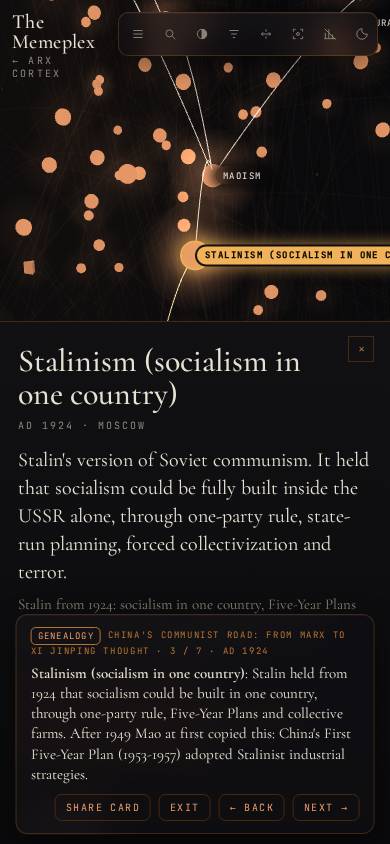 The
Memeplex
← ARX
CORTEX
MAOISM
STALINISM (SOCIALISM IN ONE C
Stalinism (socialism in
one country)
×
AD 1924 · MOSCOW
Stalin's version of Soviet communism. It held
that socialism could be fully built inside the
USSR alone, through one-party rule, state-
run planning, forced collectivization and
terror.
Stalin from 1924: socialism in one country, Five-Year Plans
GENEALOGY CHINA'S COMMUNIST ROAD: FROM MARX TO
XI JINPING THOUGHT · 3 / 7 · AD 1924
Stalinism (socialism in one country): Stalin held from
1924 that socialism could be built in one country,
through one-party rule, Five-Year Plans and collective
farms. After 1949 Mao at first copied this: China's First
Five-Year Plan (1953-1957) adopted Stalinist industrial
strategies.
SHARE CARD
EXIT
← BACK
NEXT →